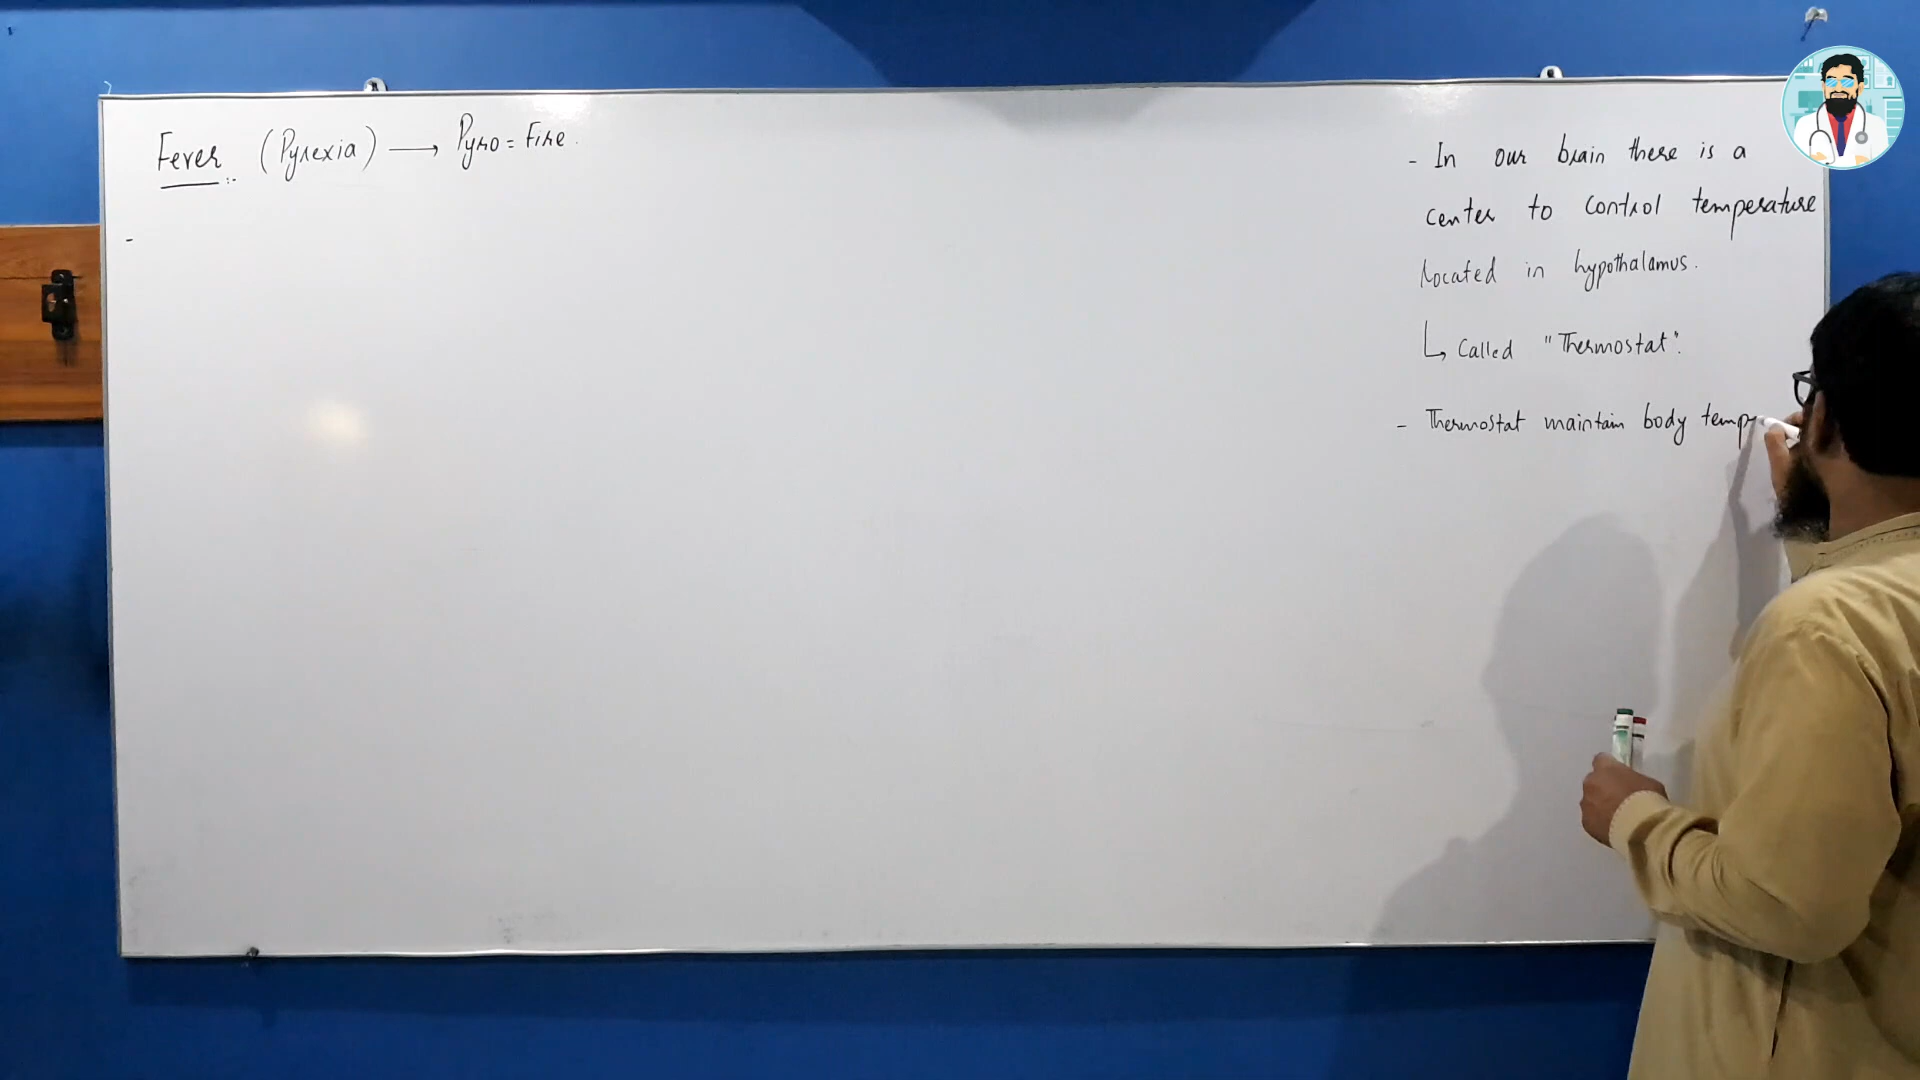 Fever (Pyrexia) → Pyro = Fire.
-
- In our brain there is a
center to control temperature
located in hypothalamus.
↳ Called "Thermostat".
- Thermostat maintain body temp